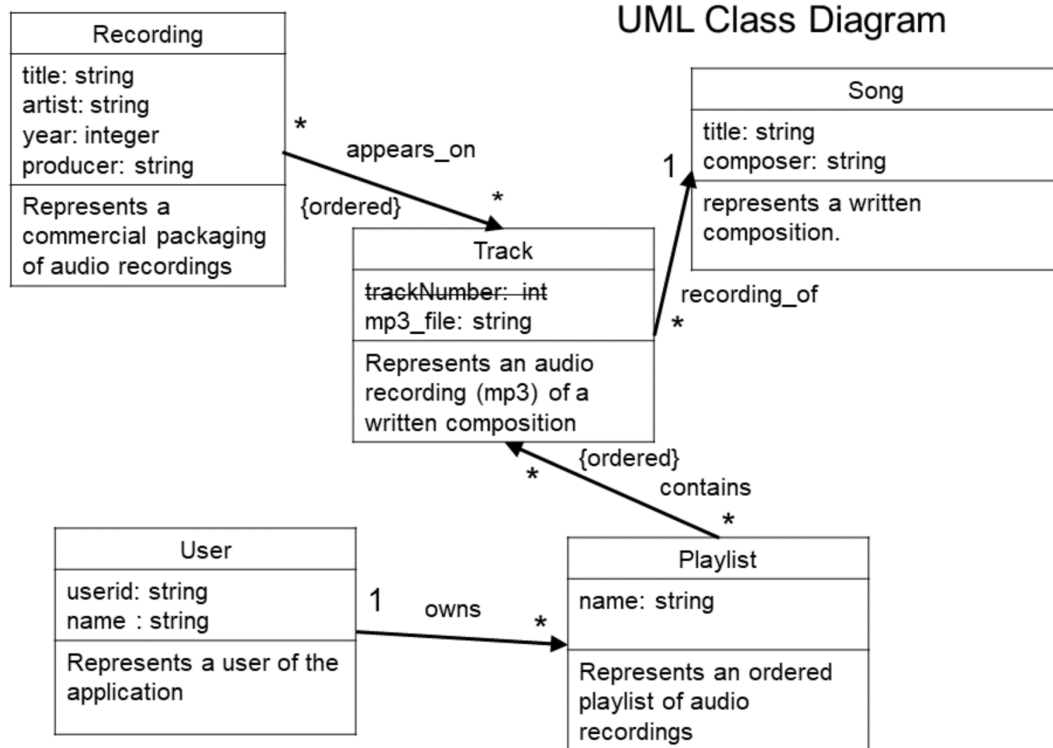 UML Class Diagram
Recording
title: string
artist: string
year: integer
producer: string
Represents a
commercial packaging
of audio recordings
*
appears_on
{ordered}
*
Song
title: string
composer: string
represents a written
composition.
1
recording_of
*
Track
trackNumber: int
mp3_file: string
Represents an audio
recording (mp3) of a
written composition
{ordered}
*
contains
*
User
userid: string
name : string
Represents a user of the
application
1
owns
*
Playlist
name: string
Represents an ordered
playlist of audio
recordings